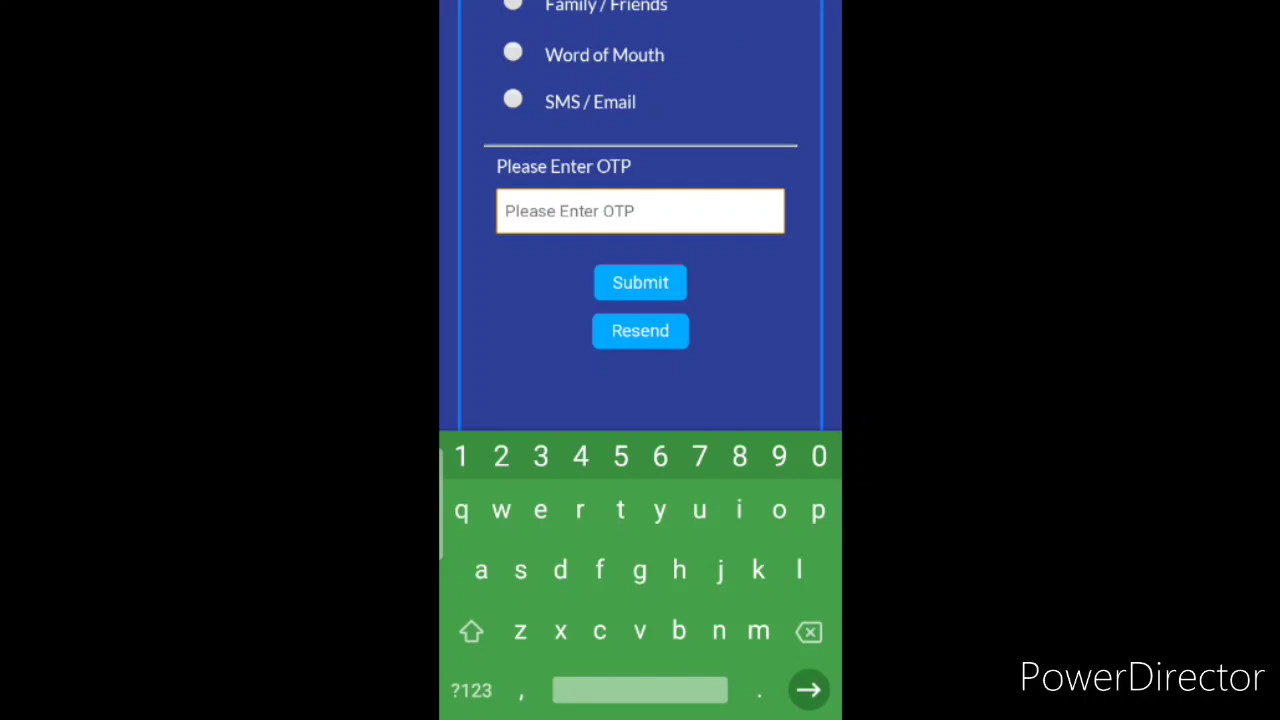 Family / Friends
Word of Mouth
SMS / Email
Please Enter OTP
Please Enter OTP
Submit
Resend
1 2 3 4 5 6 7 8 9 0
q w e r t y u i o p
a s d f g h j k l
z x c v b n m
?123 , .
PowerDirector